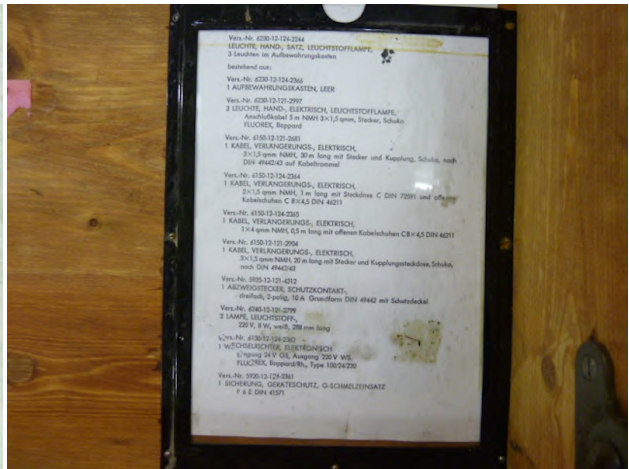 Vers.-Nr. 6230-12-124-2244
LEUCHTE, HAND-, SATZ, LEUCHTSTOFFLAMPE,
3 Leuchten im Aufbewahrungskasten
bestehend aus:
Vers.-Nr. 6230-12-124-2366
1 AUFBEWAHRUNGSKASTEN, LEER
Vers.-Nr. 6230-12-121-2997
3 LEUCHTE, HAND-, ELEKTRISCH, LEUCHTSTOFFLAMPE,
Anschlußkabel 5 m NMH 3×1,5 qmm, Stecker, Schuko
FLUOREX, Boppard
Vers.-Nr. 6150-12-121-2681
1 KABEL, VERLÄNGERUNGS-, ELEKTRISCH,
3×1,5 qmm NMH, 30 m lang mit Stecker und Kupplung, Schuko, nach
DIN 49442/43 auf Kabeltrommel
Vers.-Nr. 6150-12-124-2364
1 KABEL, VERLÄNGERUNGS-, ELEKTRISCH,
2×1,5 qmm NMH, 1 m lang mit Steckdose C DIN 72591 und offenen
Kabelschuhen C 8×4,5 DIN 46211
Vers.-Nr. 6150-12-124-2365
1 KABEL, VERLÄNGERUNGS-, ELEKTRISCH,
1×4 qmm NMH, 0,5 m lang mit offenen Kabelschuhen C8×4,5 DIN 46211
Vers.-Nr. 6150-12-121-2904
1 KABEL, VERLÄNGERUNGS-, ELEKTRISCH,
3×1,5 qmm NMH, 20 m lang mit Stecker und Kupplungssteckdose, Schuko,
nach DIN 49442/43
Vers.-Nr. 5935-12-121-4312
1 ABZWEIGSTECKER, SCHUTZKONTAKT-,
dreifach, 2-polig, 10 A Grundform DIN 49442 mit Schutzdeckel
Vers.-Nr. 6240-12-121-2799
3 LAMPE, LEUCHTSTOFF-,
220 V, 8 W, weiß, 288 mm lang
Vers.-Nr. 6130-12-124-2362
1 WECHSELRICHTER, ELEKTRONISCH
Eingang 24 V GS, Ausgang 220 V WS,
FLUOREX, Boppard/Rh., Type 100/24/220
Vers.-Nr. 5920-12-124-2361
1 SICHERUNG, GERÄTESCHUTZ, G-SCHMELZEINSATZ
F 6 E DIN 41571